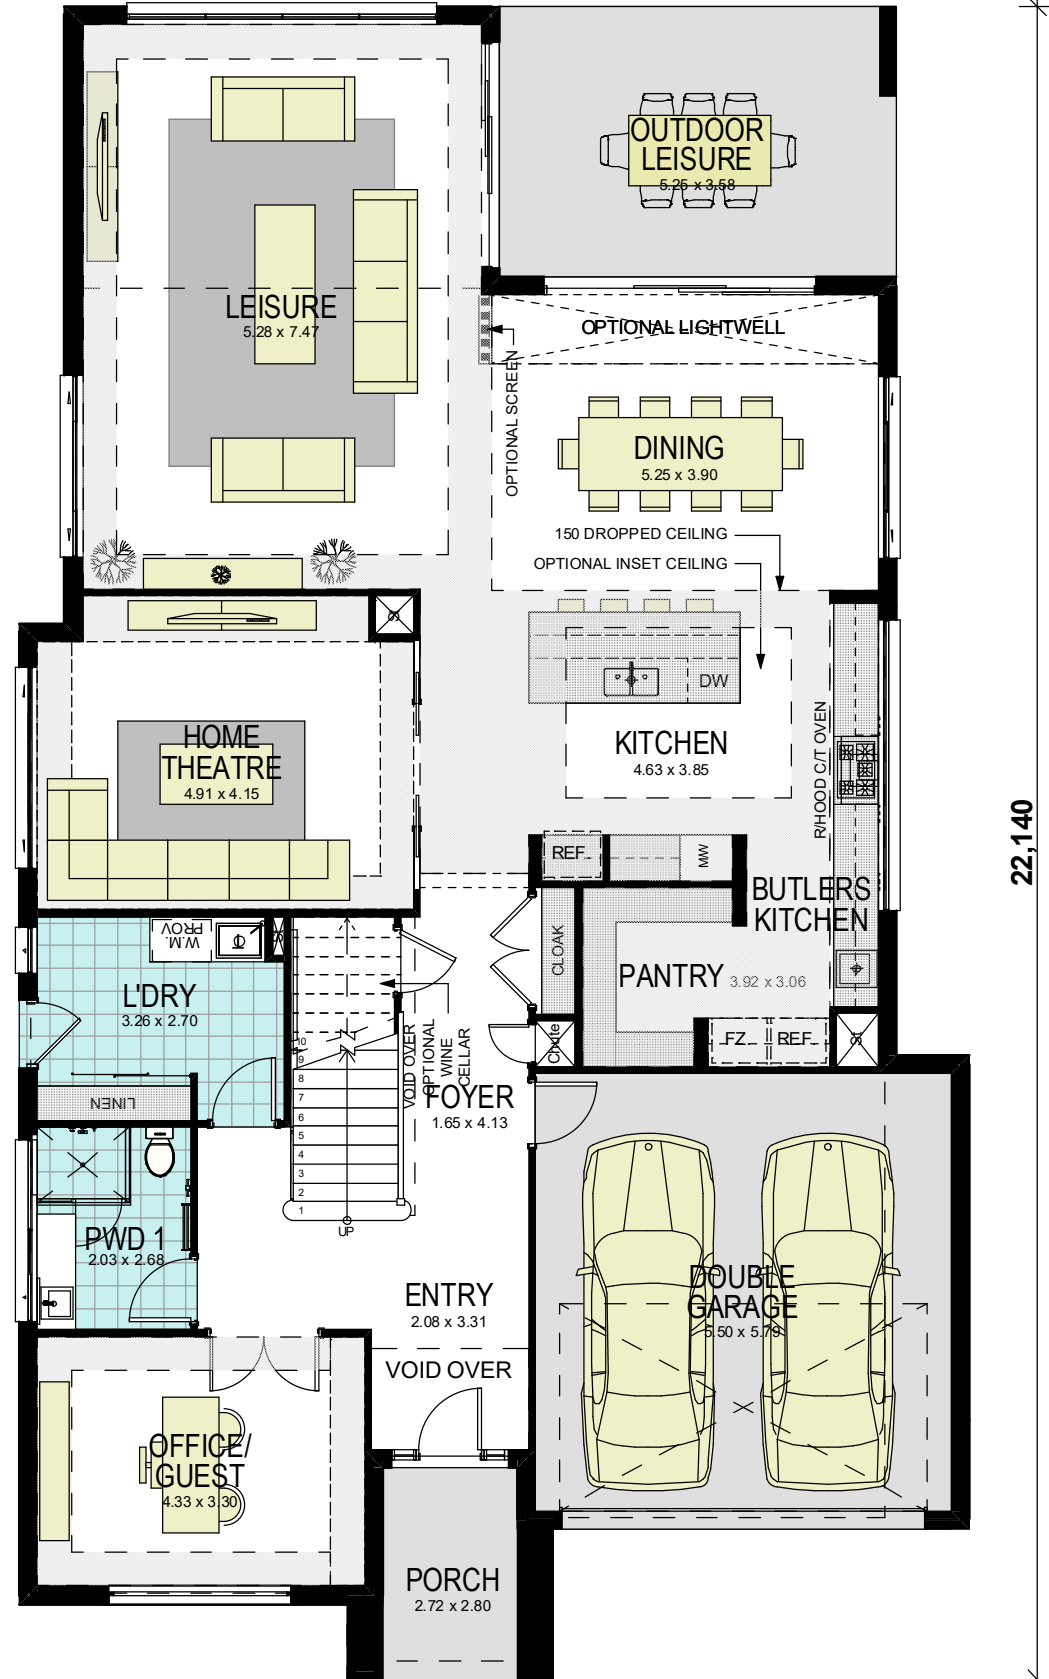 OUTDOOR
LEISURE
5.25 x 3.58
LEISURE
5.28 x 7.47
OPTIONAL LIGHTWELL
OPTIONAL SCREEN
DINING
5.25 x 3.90
150 DROPPED CEILING
OPTIONAL INSET CEILING
St
DW
KITCHEN
4.63 x 3.85
R/HOOD C/T OVEN
HOME
THEATRE
4.91 x 4.15
22,140
REF.
MW
BUTLERS
KITCHEN
W.M.
PROV
CLOAK
PANTRY 3.92 x 3.06
L'DRY
3.26 x 2.70
VOID OVER
OPTIONAL
WINE
CELLAR
Chute
FZ.
REF.
St
LINEN
FOYER
1.65 x 4.13
10
9
8
7
6
5
4
3
2
1
UP
PWD 1
2.03 x 2.68
ENTRY
2.08 x 3.31
VOID OVER
DOUBLE
GARAGE
5.50 x 5.79
OFFICE/
GUEST
4.33 x 3.30
PORCH
2.72 x 2.80